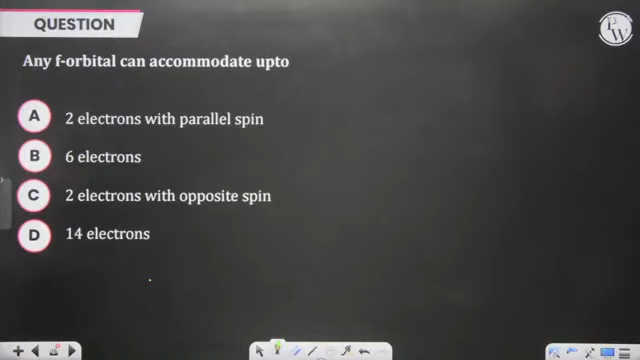 QUESTION
PW
Any f-orbital can accommodate upto
A 2 electrons with parallel spin
B 6 electrons
C 2 electrons with opposite spin
D 14 electrons